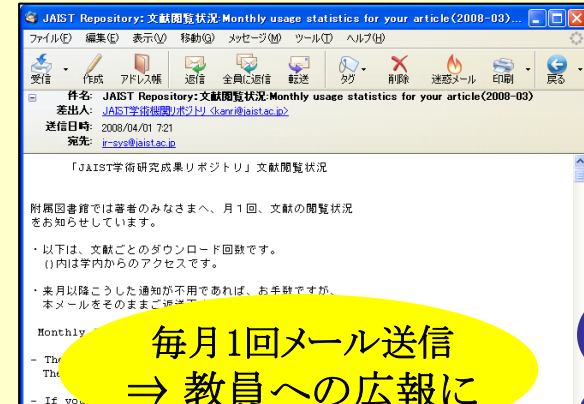 JAIST Repository:文献閲覧状況:Monthly usage statistics for your article(2008-03)...
ファイル(F) 編集(E) 表示(V) 移動(G) メッセージ(M) ツール(T) ヘルプ(H)
受信 作成 アドレス帳 返信 全員に返信 転送 タグ 削除 迷惑メール 印刷 戻る
件名: JAIST Repository:文献閲覧状況:Monthly usage statistics for your article(2008-03)
差出人: JAIST学術機関リポジトリ <kanri@jaist.ac.jp>
送信日時: 2008/04/01 7:21
宛先: ir-sys@jaist.ac.jp
「JAIST学術研究成果リポジトリ」文献閲覧状況
附属図書館では著者のみなさまへ、月1回、文献の閲覧状況
をお知らせしています。
・以下は、文献ごとのダウンロード回数です。
()内は学内からのアクセスです。
・来月以降こうした通知が不用であれば、お手数ですが、
本メールをそのままご返送下
Monthly
- The
The
- If you
毎月1回メール送信
⇒ 教員への広報に